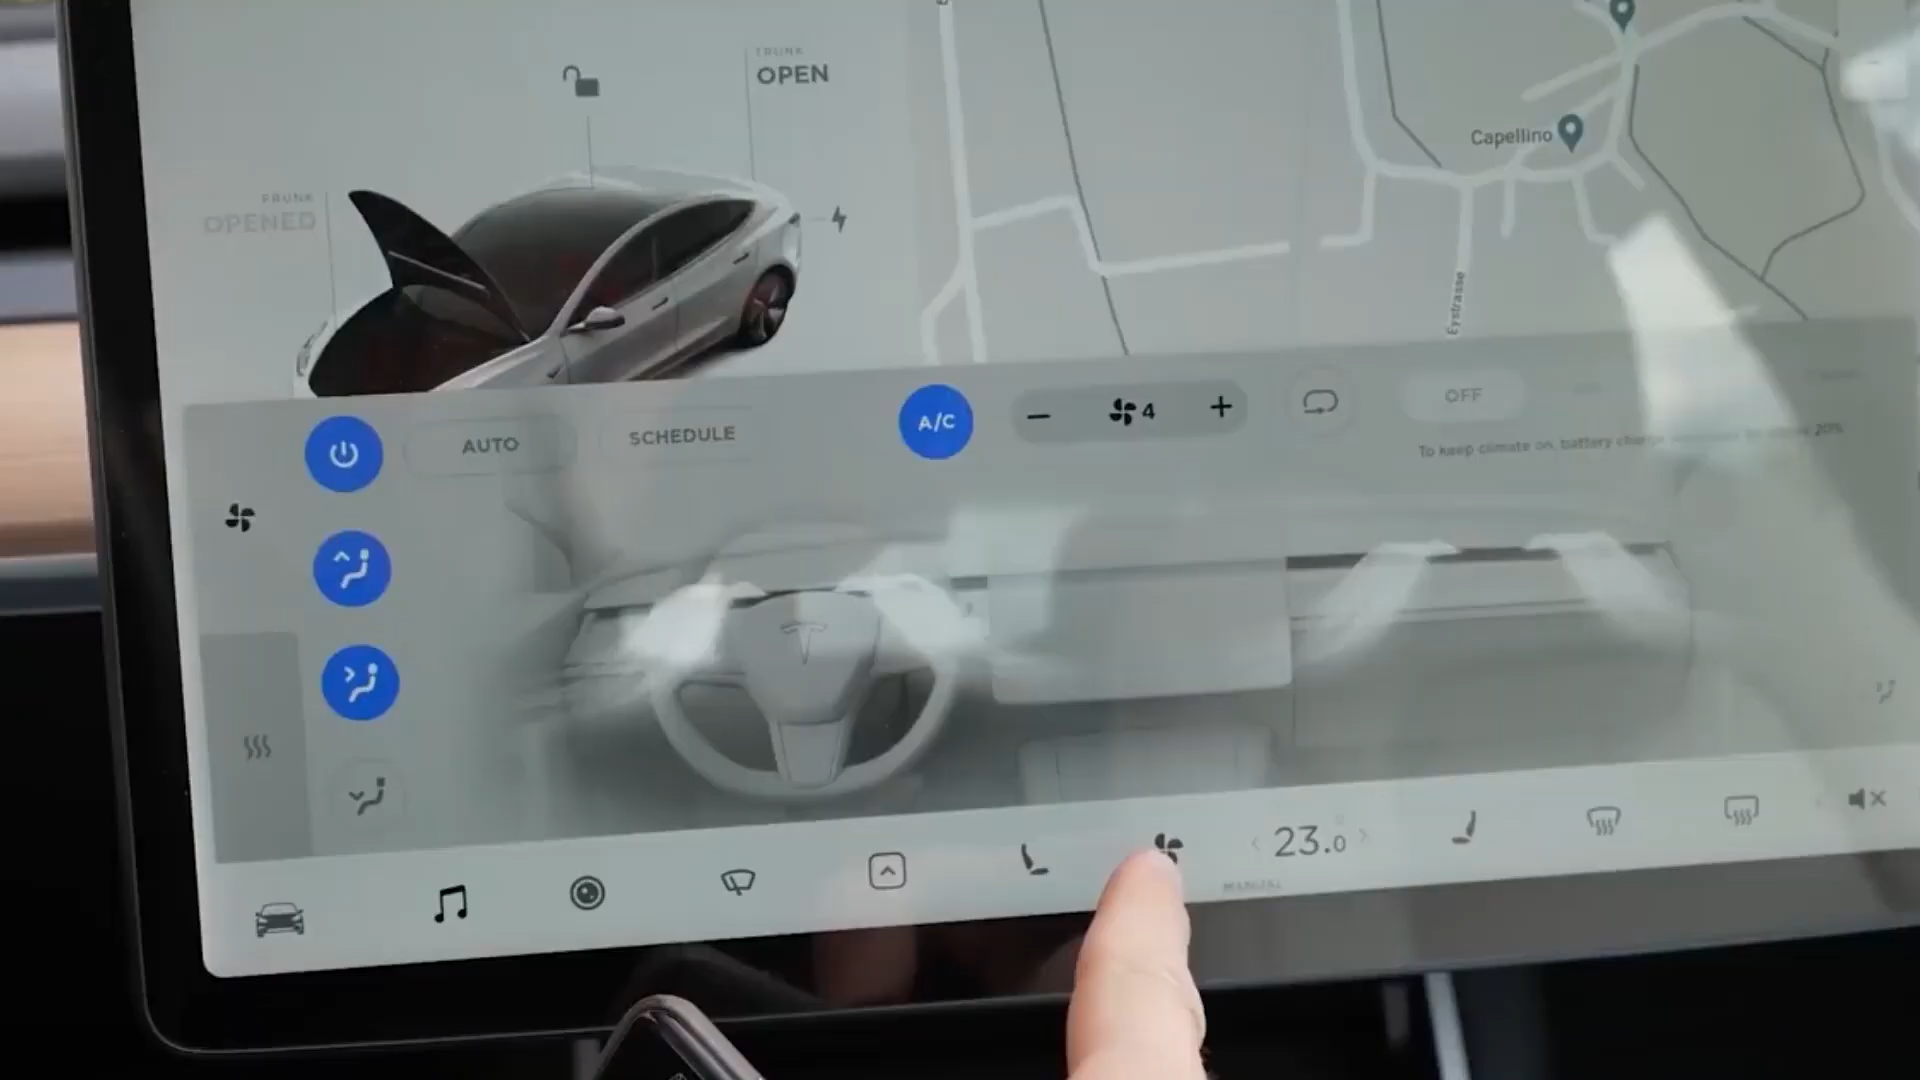 TRUNK
OPEN
FRUNK
OPENED
Capellino
Eystrasse
AUTO
SCHEDULE
A/C
4
OFF
To keep climate on, battery charge 20%
23.0
MANUAL